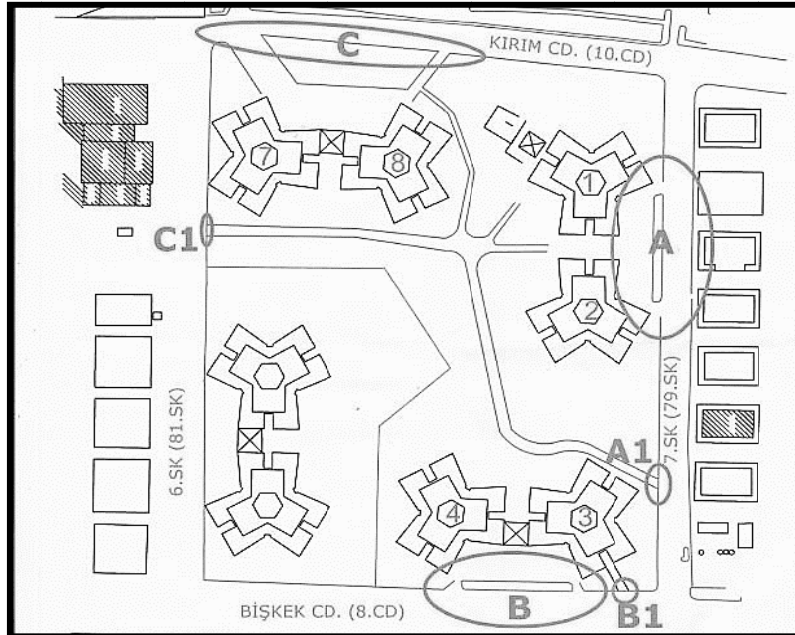 C
KIRIM CD. (10.CD)
7
8
1
C1
A
2
6.SK (81.SK)
7.SK (79.SK)
A1
4
3
B
B1
BİŞKEK CD. (8.CD)